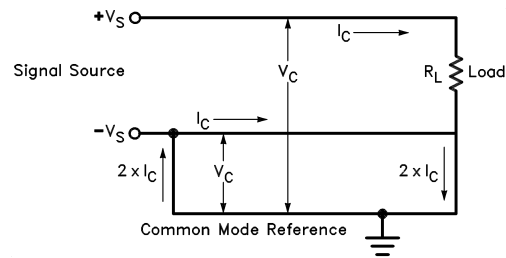 +VS
IC
Signal Source
VC
RL Load
-VS
IC
2 x IC
VC
2 x IC
Common Mode Reference